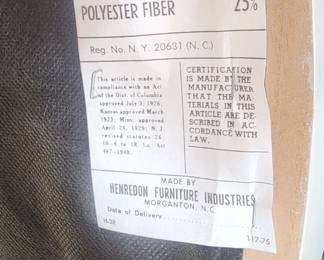 POLYESTER FIBER 25%
Reg. No. N. Y. 20631 (N. C.)
This article is made in
compliance with an Act
of the Dist. of Columbia
approved July 3, 1926;
Kansas approved March
1923; Minn. approved
April 24, 1929; N. J.
revised statutes 26;
10-6 to 18. La. Act
467-1948.
CERTIFICATION
IS MADE BY THE
MANUFACTURER
THAT THE MA-
TERIALS IN THIS
ARTICLE ARE DE-
SCRIBED IN AC-
CORDANCE WITH
LAW.
MADE BY
HENREDON FURNITURE INDUSTRIES
MORGANTON, N.C.
Date of Delivery
H-32 117-75